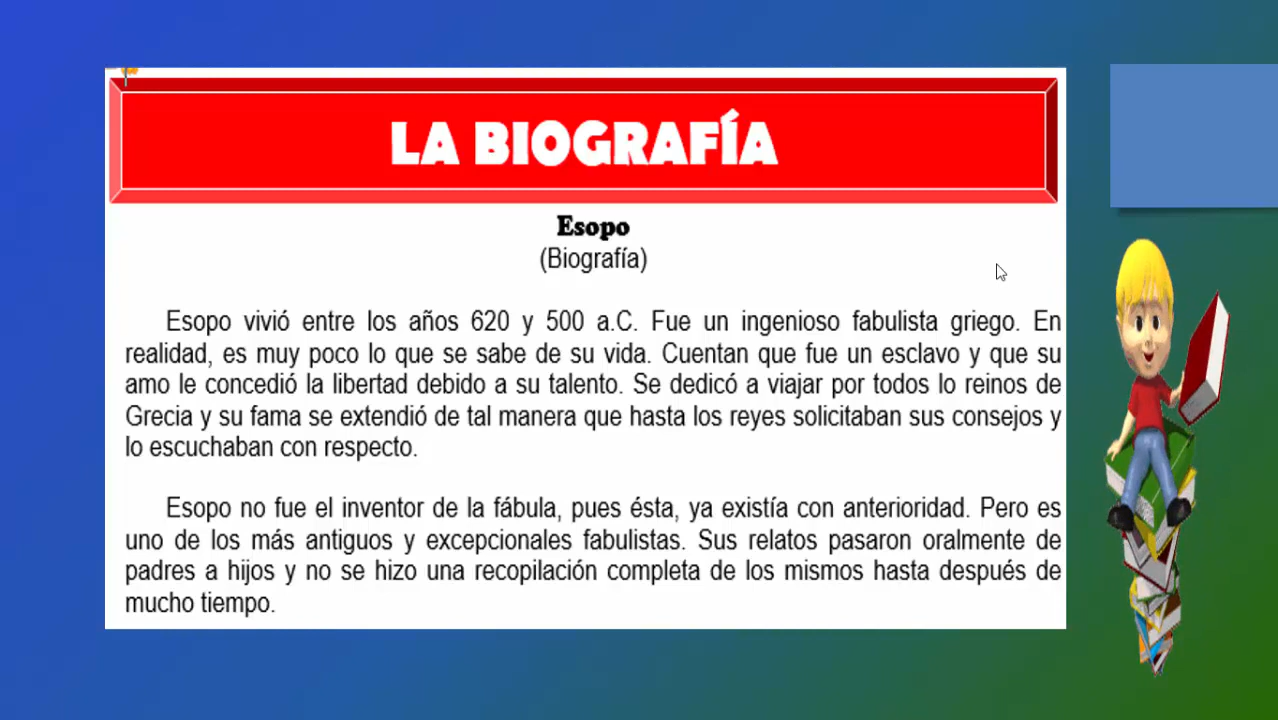 LA BIOGRAFÍA
Esopo
(Biografía)
Esopo vivió entre los años 620 y 500 a.C. Fue un ingenioso fabulista griego. En
realidad, es muy poco lo que se sabe de su vida. Cuentan que fue un esclavo y que su
amo le concedió la libertad debido a su talento. Se dedicó a viajar por todos lo reinos de
Grecia y su fama se extendió de tal manera que hasta los reyes solicitaban sus consejos y
lo escuchaban con respecto.
Esopo no fue el inventor de la fábula, pues ésta, ya existía con anterioridad. Pero es
uno de los más antiguos y excepcionales fabulistas. Sus relatos pasaron oralmente de
padres a hijos y no se hizo una recopilación completa de los mismos hasta después de
mucho tiempo.